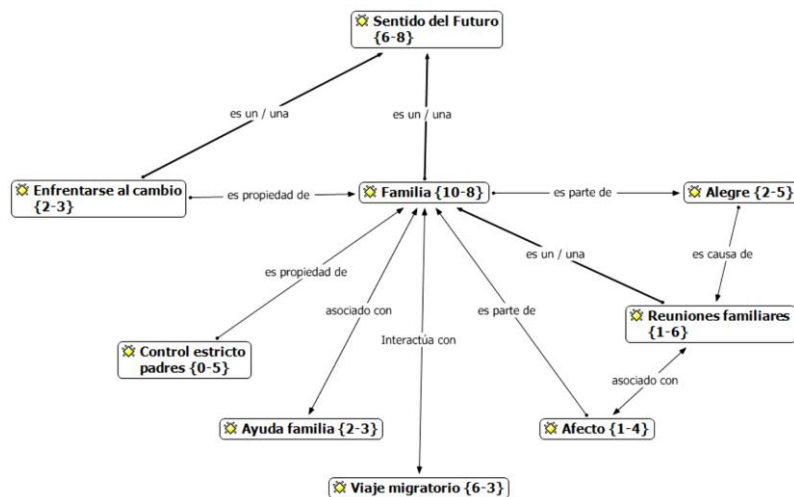 Sentido del Futuro
{6-8}
es un / una
es un / una
Enfrentarse al cambio
{2-3}
es propiedad de
Familia {10-8}
es parte de
Alegre {2-5}
es un / una
es causa de
es propiedad de
asociado con
es parte de
Interactúa con
Reuniones familiares
{1-6}
Control estricto
padres {0-5}
asociado con
Ayuda familia {2-3}
Afecto {1-4}
Viaje migratorio {6-3}